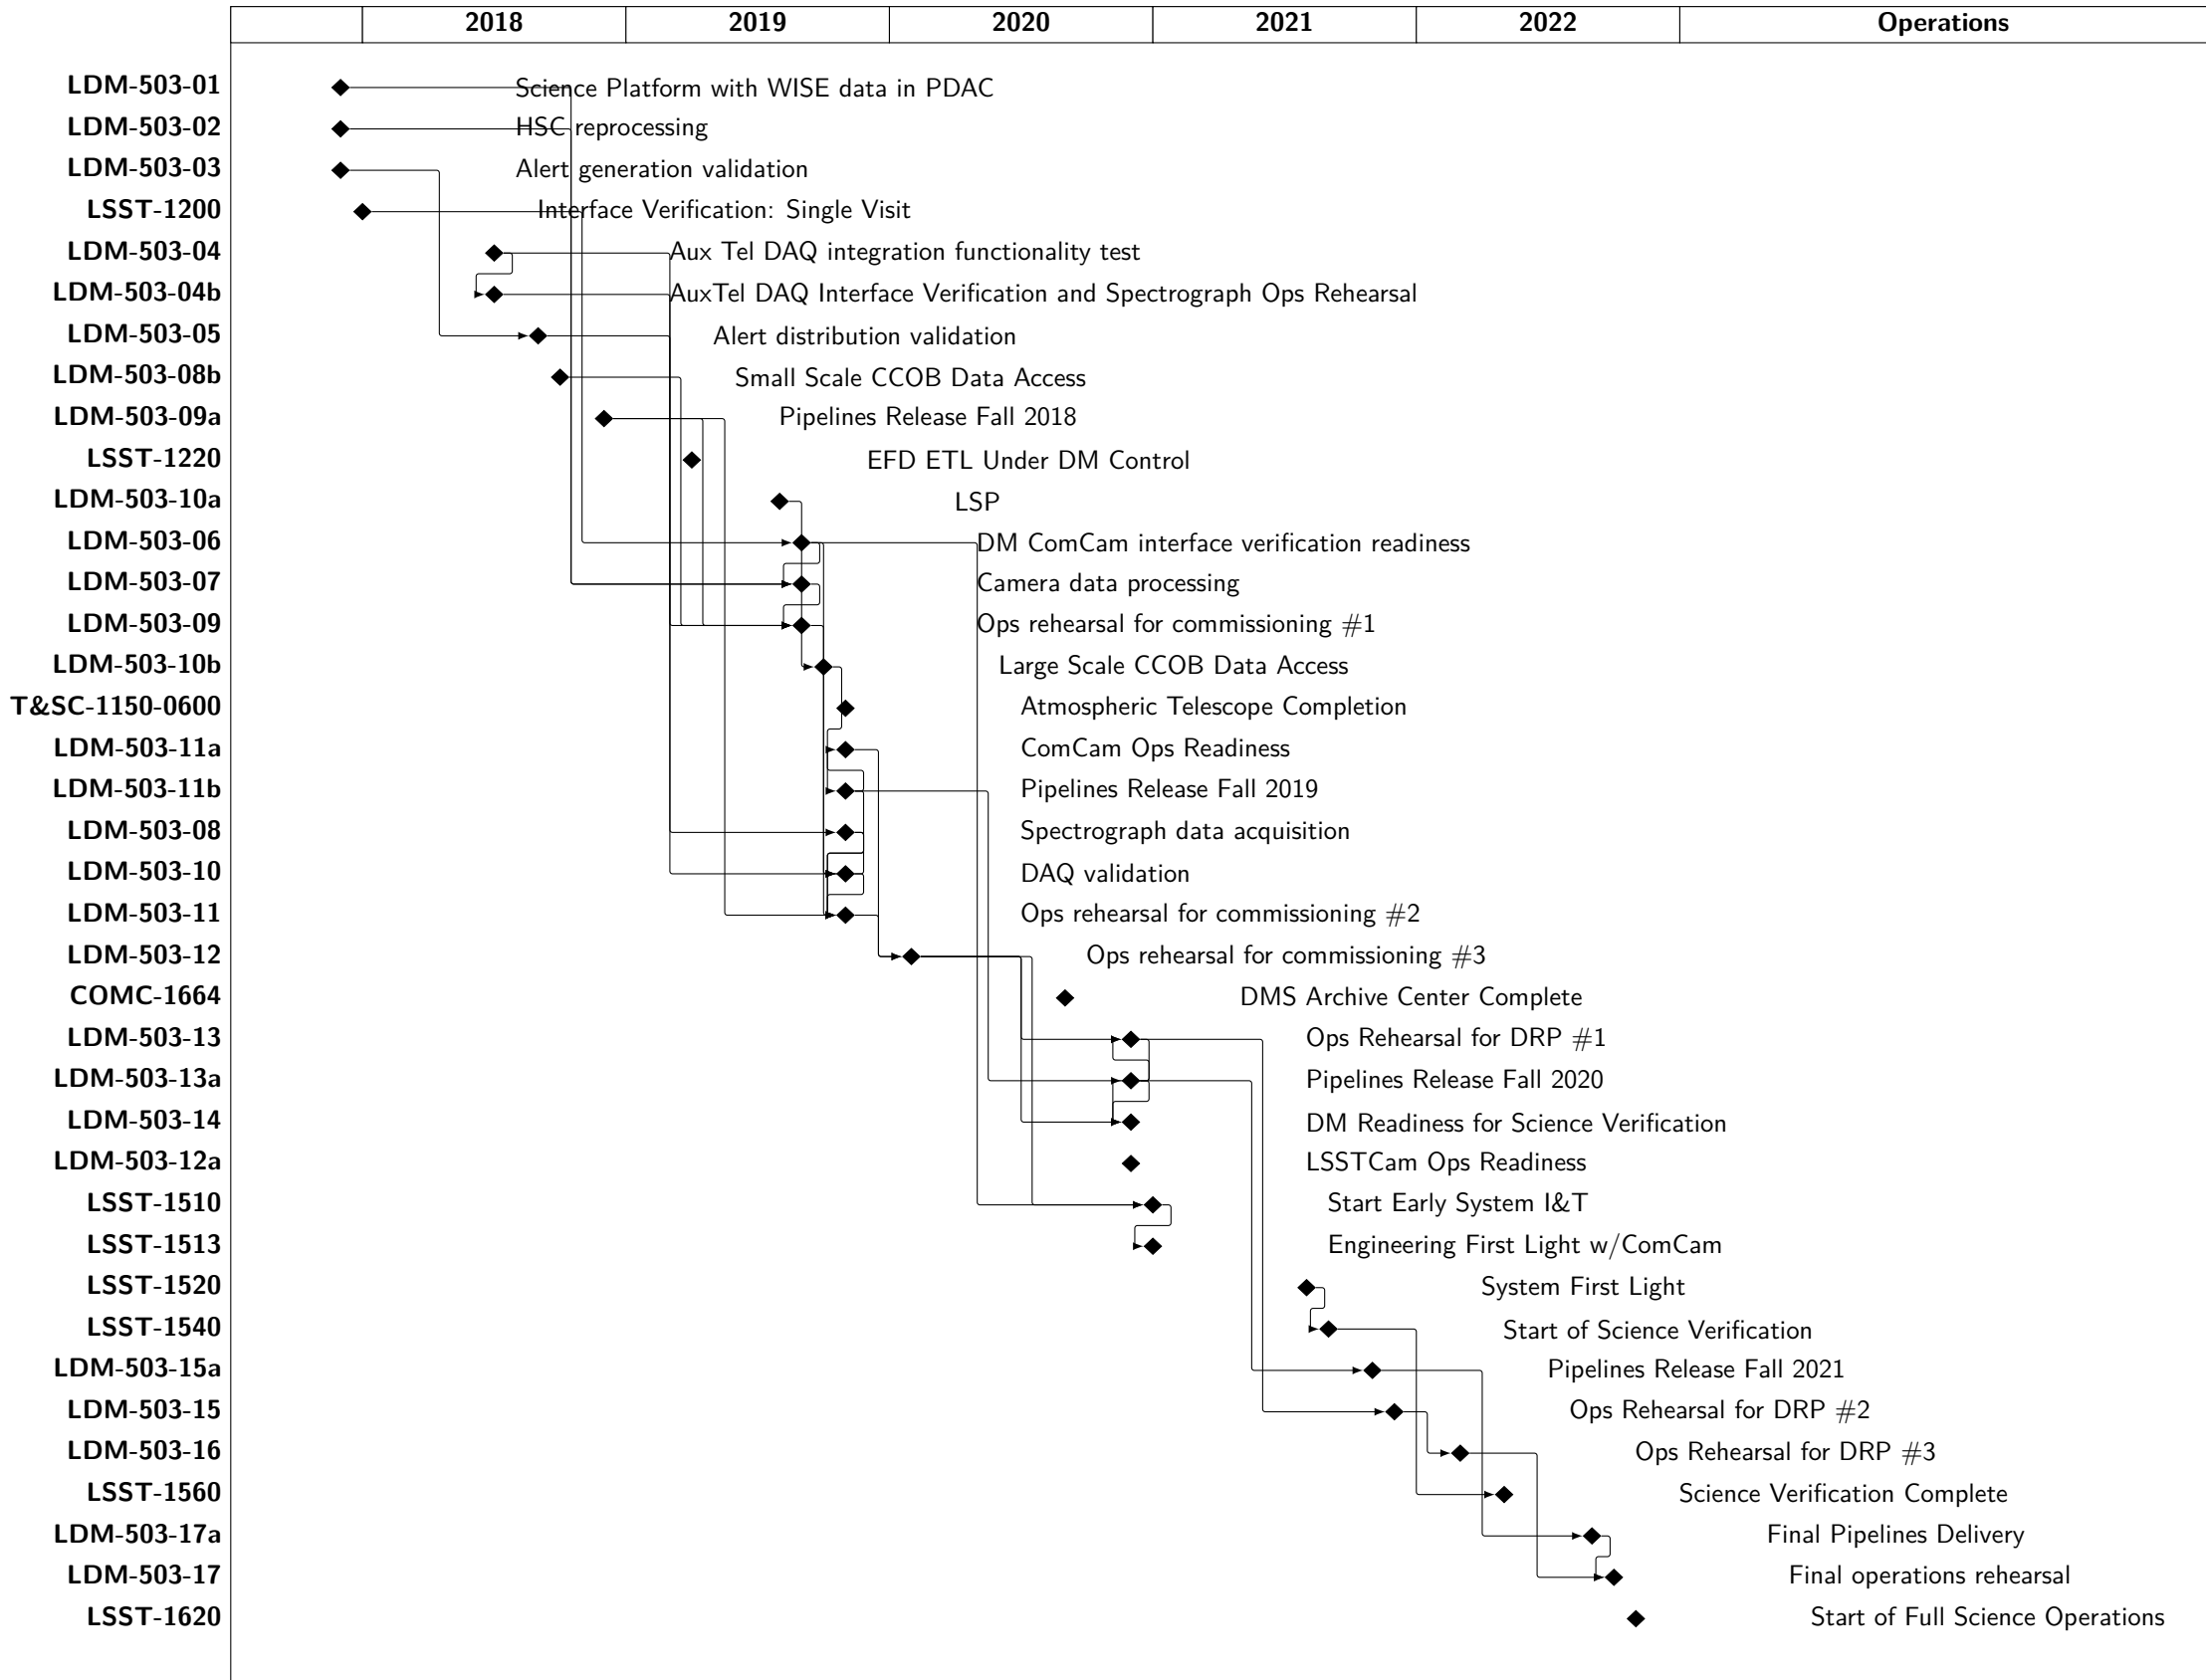 2018 2019 2020 2021 2022 Operations
LDM-503-01 Science Platform with WISE data in PDAC
LDM-503-02 HSC reprocessing
LDM-503-03 Alert generation validation
LSST-1200 Interface Verification: Single Visit
LDM-503-04 Aux Tel DAQ integration functionality test
LDM-503-04b AuxTel DAQ Interface Verification and Spectrograph Ops Rehearsal
LDM-503-05 Alert distribution validation
LDM-503-08b Small Scale CCOB Data Access
LDM-503-09a Pipelines Release Fall 2018
LSST-1220 EFD ETL Under DM Control
LDM-503-10a LSP
LDM-503-06 DM ComCam interface verification readiness
LDM-503-07 Camera data processing
LDM-503-09 Ops rehearsal for commissioning #1
LDM-503-10b Large Scale CCOB Data Access
T&SC-1150-0600 Atmospheric Telescope Completion
LDM-503-11a ComCam Ops Readiness
LDM-503-11b Pipelines Release Fall 2019
LDM-503-08 Spectrograph data acquisition
LDM-503-10 DAQ validation
LDM-503-11 Ops rehearsal for commissioning #2
LDM-503-12 Ops rehearsal for commissioning #3
COMC-1664 DMS Archive Center Complete
LDM-503-13 Ops Rehearsal for DRP #1
LDM-503-13a Pipelines Release Fall 2020
LDM-503-14 DM Readiness for Science Verification
LDM-503-12a LSSTCam Ops Readiness
LSST-1510 Start Early System I&T
LSST-1513 Engineering First Light w/ComCam
LSST-1520 System First Light
LSST-1540 Start of Science Verification
LDM-503-15a Pipelines Release Fall 2021
LDM-503-15 Ops Rehearsal for DRP #2
LDM-503-16 Ops Rehearsal for DRP #3
LSST-1560 Science Verification Complete
LDM-503-17a Final Pipelines Delivery
LDM-503-17 Final operations rehearsal
LSST-1620 Start of Full Science Operations